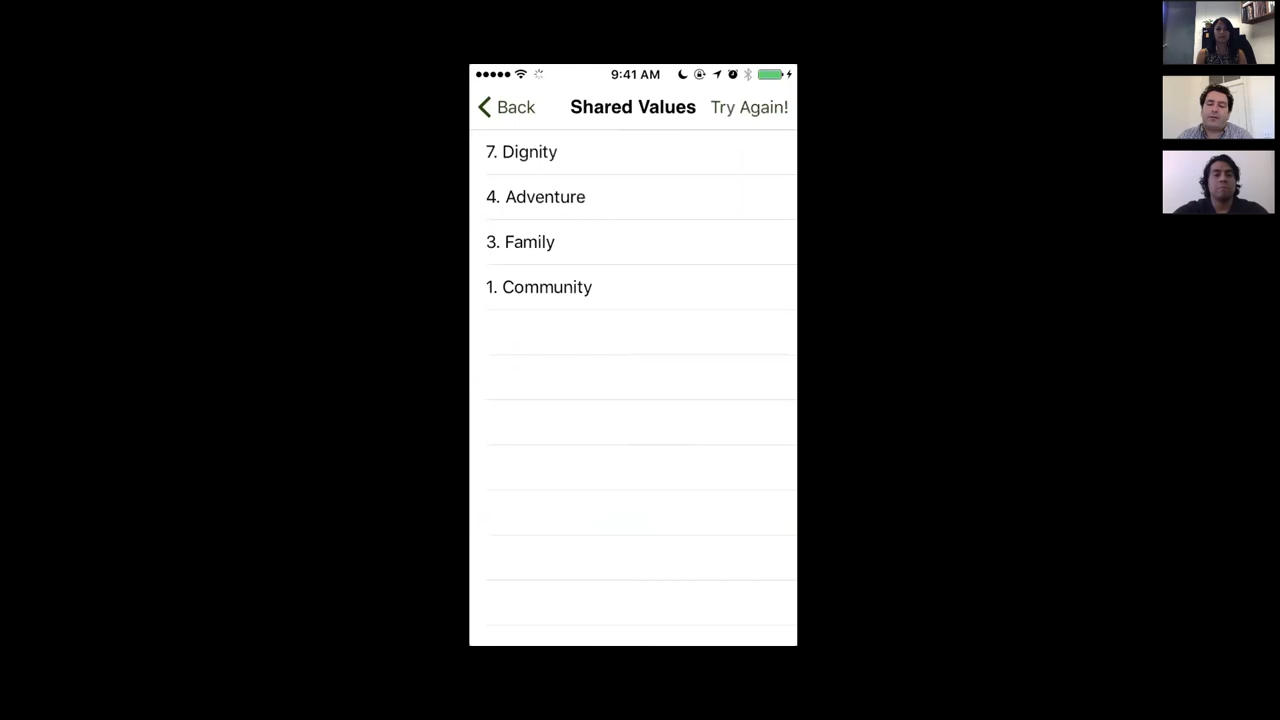 9:41 AM
Back Shared Values Try Again!
7. Dignity
4. Adventure
3. Family
1. Community